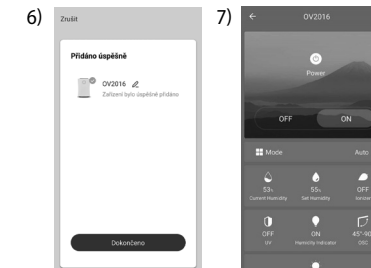 6)
Zrušit
Přidáno úspěšně
OV2016
Zařízení bylo úspěšně přidáno
Dokončeno
7)
OV2016
Power
OFF ON
Mode Auto
53% 55% OFF
Current Humidity Set Humidity Ionizer
OFF ON 45°-90
UV Humidity Indicator OSC